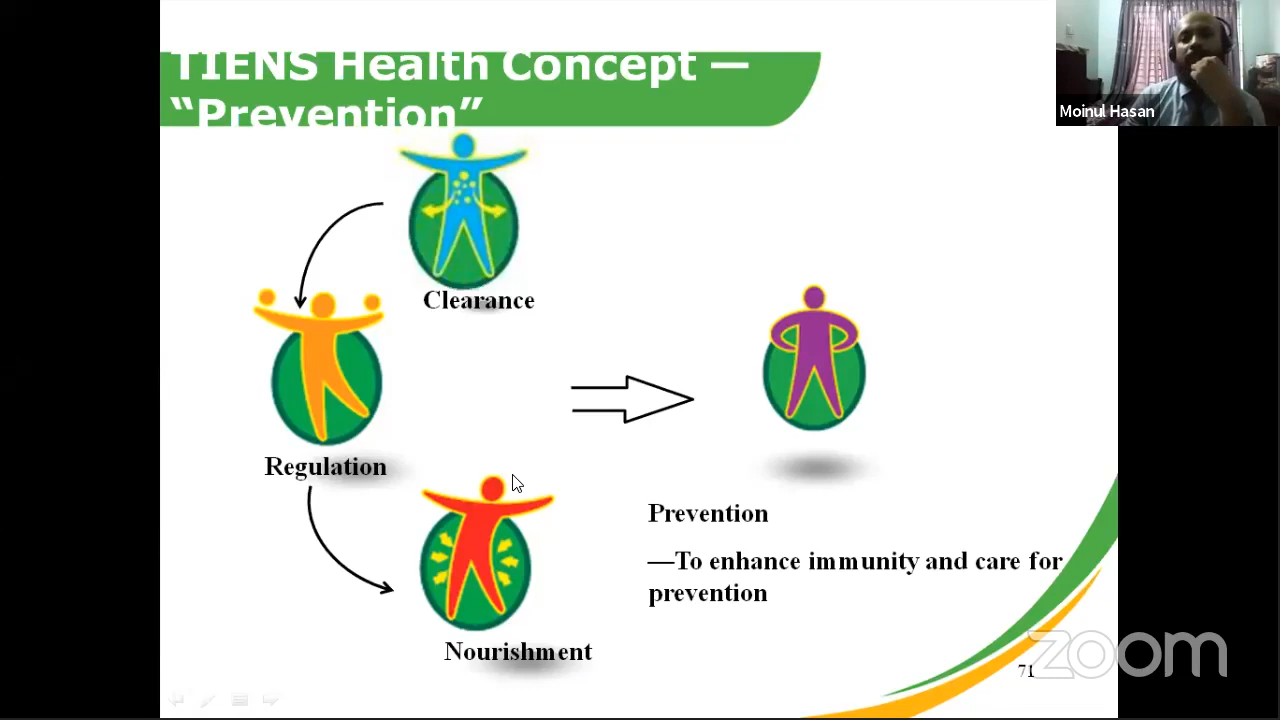 TIENS Health Concept —
“Prevention”
Moinul Hasan
Clearance
Regulation
Nourishment
Prevention
—To enhance immunity and care for
prevention
71
zoom